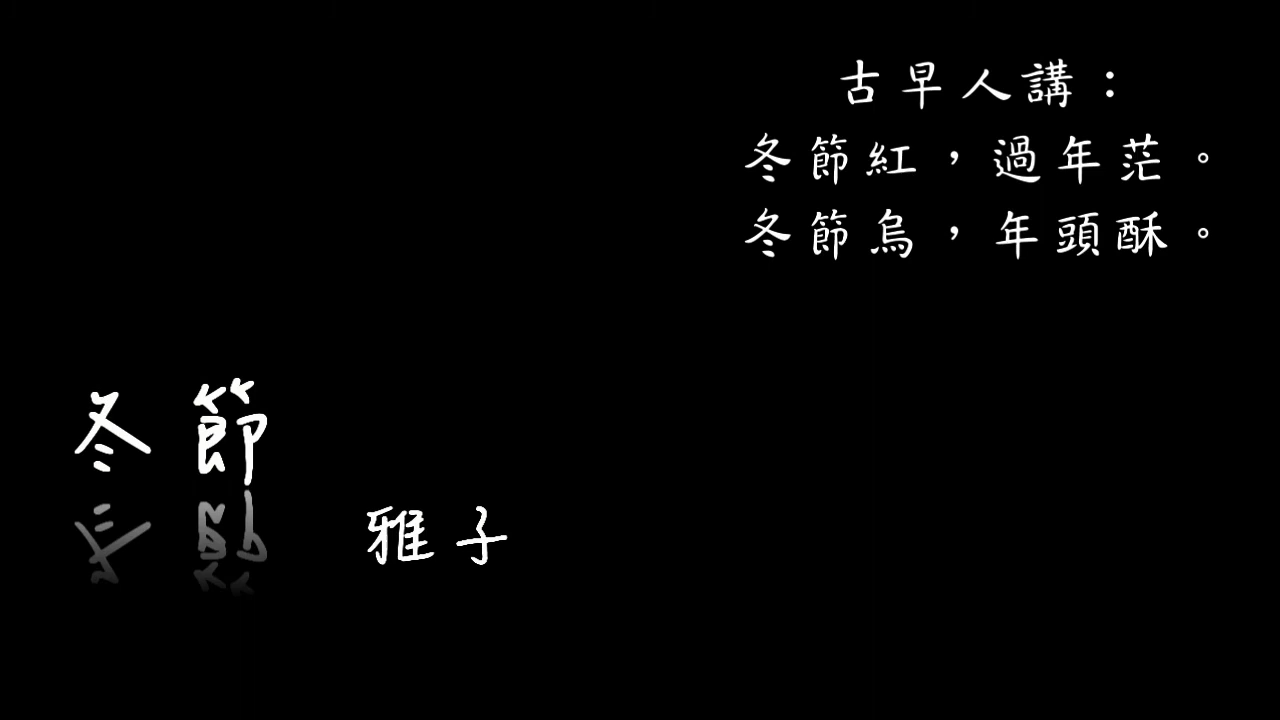 古早人講：
冬節紅，過年茫。
冬節烏，年頭酥。
冬節
雅子